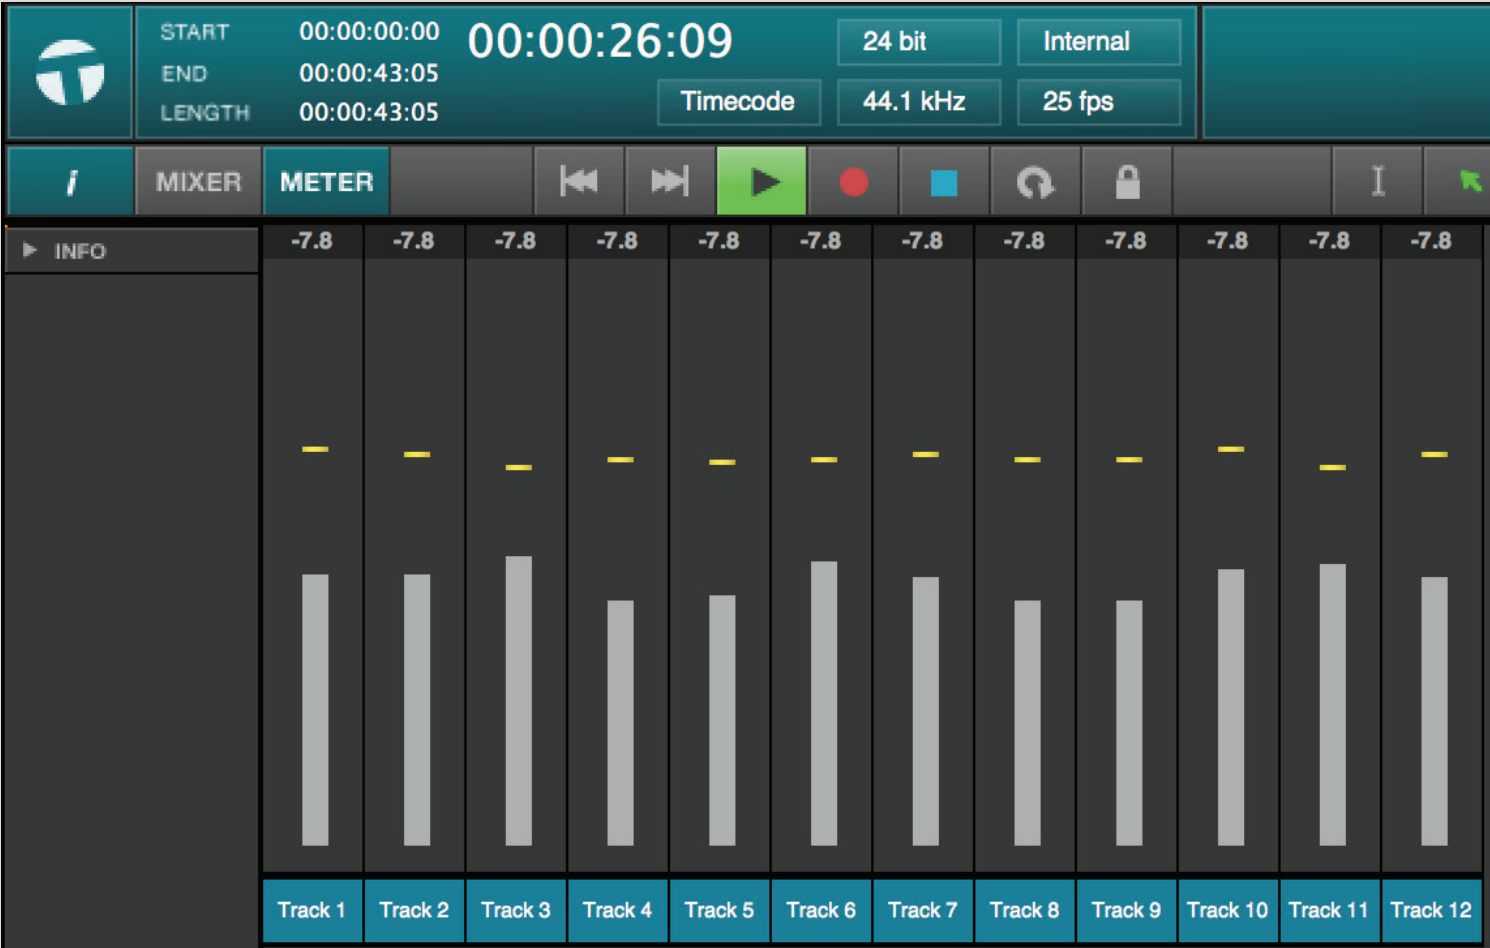 START 00:00:00:00
END 00:00:43:05
LENGTH 00:00:43:05
00:00:26:09
Timecode
24 bit
44.1 kHz
Internal
25 fps
i MIXER METER
INFO
-7.8 -7.8 -7.8 -7.8 -7.8 -7.8 -7.8 -7.8 -7.8 -7.8 -7.8 -7.8
Track 1 Track 2 Track 3 Track 4 Track 5 Track 6 Track 7 Track 8 Track 9 Track 10 Track 11 Track 12